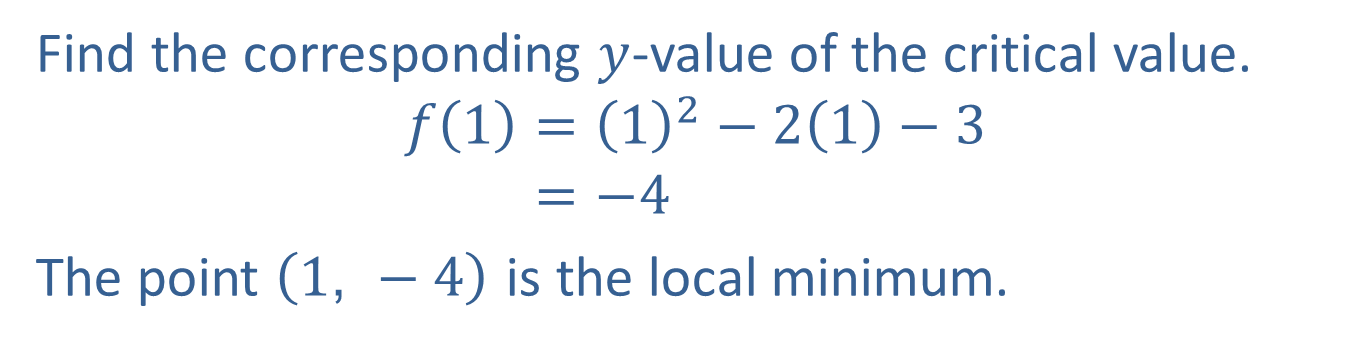 Find the corresponding y-value of the critical value.
f(1) = (1)² − 2(1) − 3
= −4
The point (1, − 4) is the local minimum.